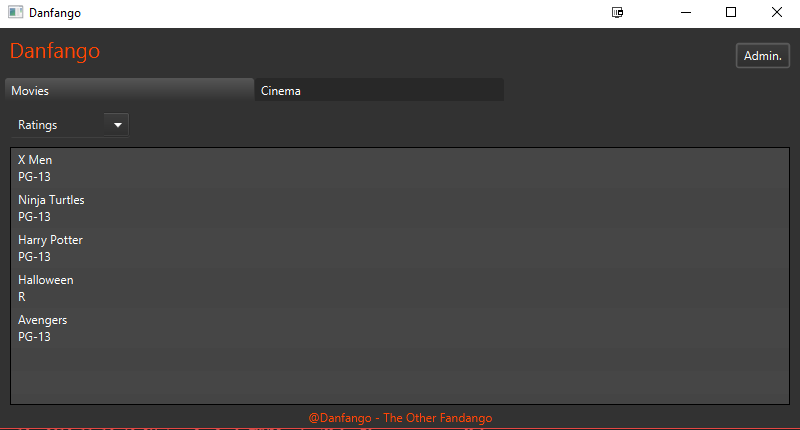 Danfango
Danfango
Admin.
Movies
Cinema
Ratings
X Men
PG-13
Ninja Turtles
PG-13
Harry Potter
PG-13
Halloween
R
Avengers
PG-13
@Danfango - The Other Fandango